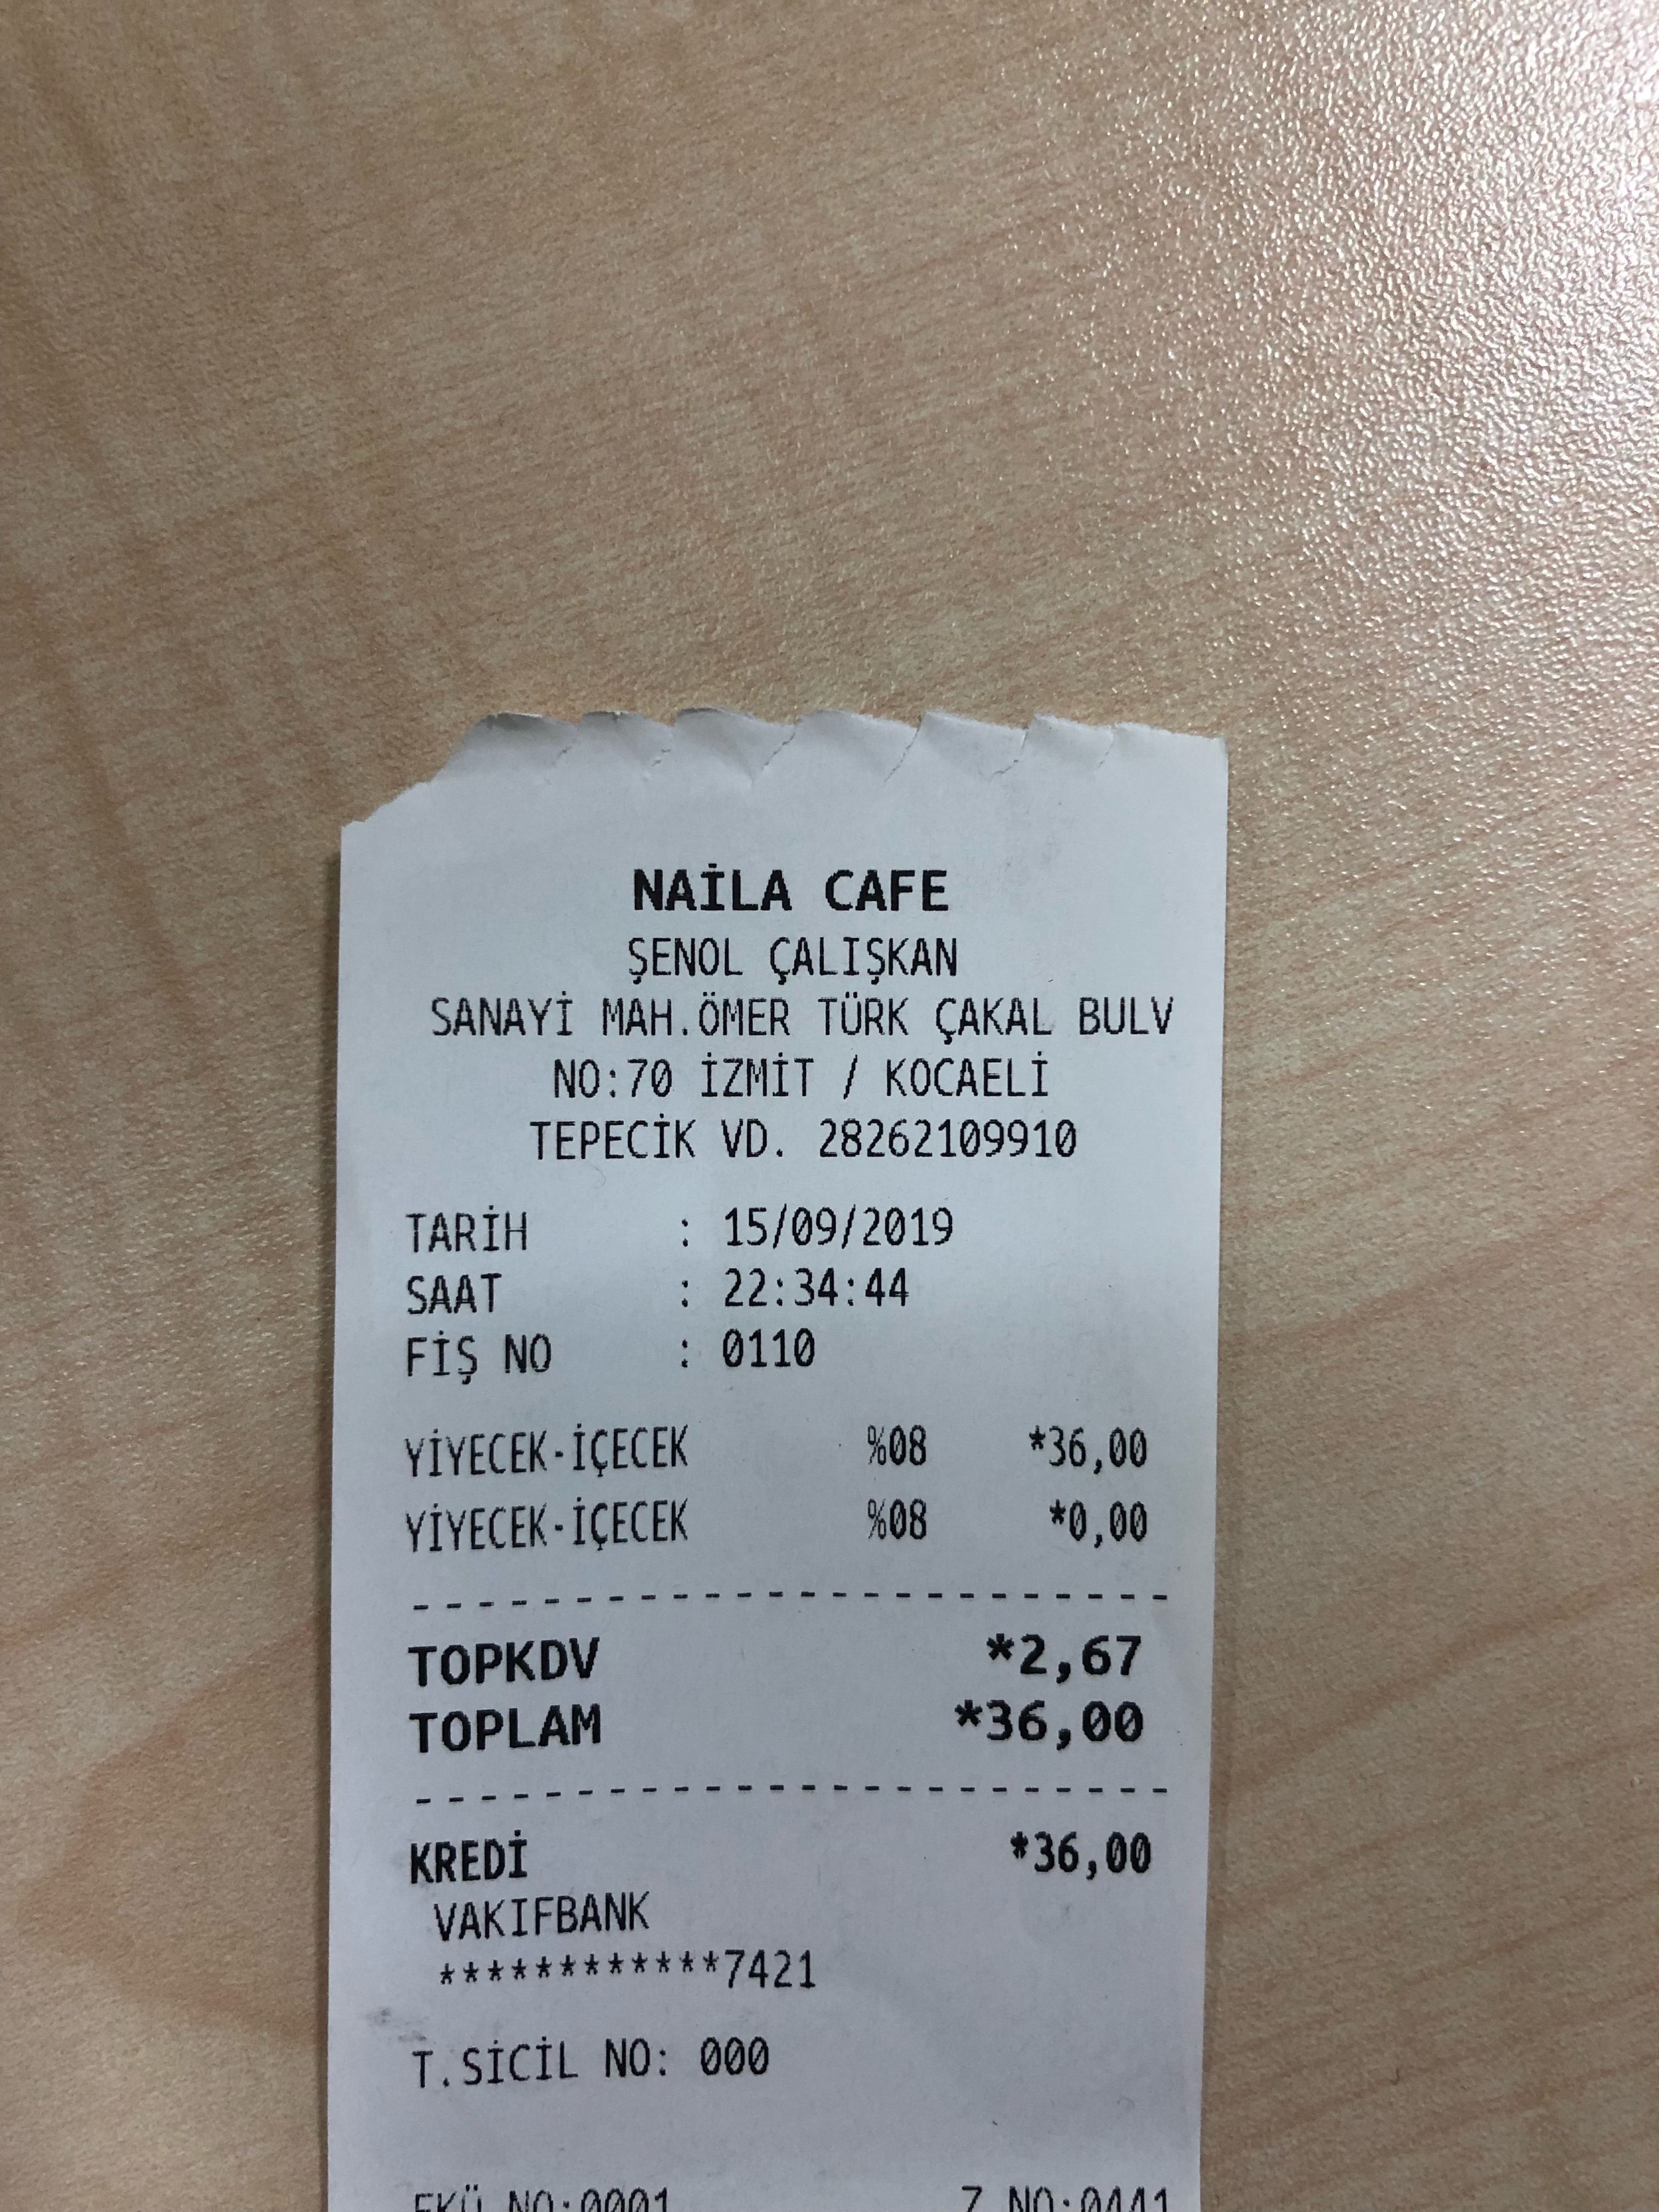 NAİLA CAFE
ŞENOL ÇALIŞKAN
SANAYİ MAH.ÖMER TÜRK ÇAKAL BULV
NO:70 İZMİT / KOCAELİ
TEPECİK VD. 28262109910
TARİH : 15/09/2019
SAAT : 22:34:44
FİŞ NO : 0110
YİYECEK-İÇECEK %08 *36,00
YİYECEK-İÇECEK %08 *0,00
------------------------
TOPKDV *2,67
TOPLAM *36,00
------------------------
KREDİ *36,00
VAKIFBANK
************7421
T.SİCİL NO: 000
EKÜ NO:0001 Z NO:0441